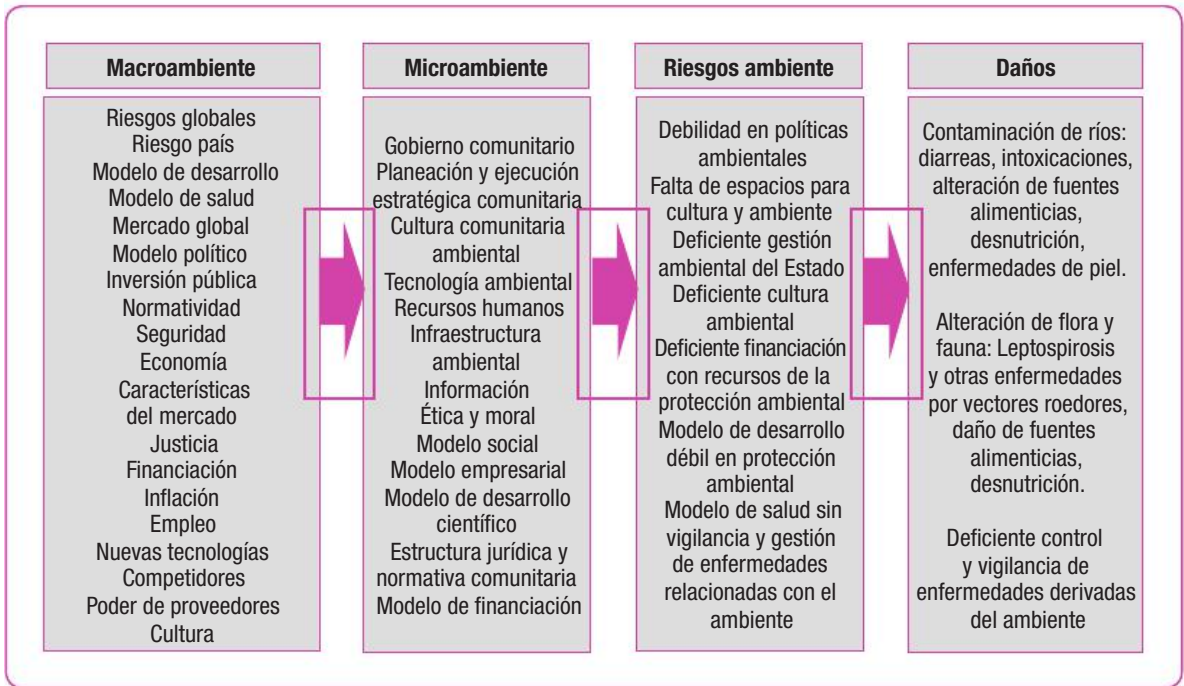 Macroambiente
Riesgos globales
Riesgo país
Modelo de desarrollo
Modelo de salud
Mercado global
Modelo político
Inversión pública
Normatividad
Seguridad
Economía
Características
del mercado
Justicia
Financiación
Inflación
Empleo
Nuevas tecnologías
Competidores
Poder de proveedores
Cultura
Microambiente
Gobierno comunitario
Planeación y ejecución
estratégica comunitaria
Cultura comunitaria
ambiental
Tecnología ambiental
Recursos humanos
Infraestructura
ambiental
Información
Ética y moral
Modelo social
Modelo empresarial
Modelo de desarrollo
científico
Estructura jurídica y
normativa comunitaria
Modelo de financiación
Riesgos ambiente
Debilidad en políticas
ambientales
Falta de espacios para
cultura y ambiente
Deficiente gestión
ambiental del Estado
Deficiente cultura
ambiental
Deficiente financiación
con recursos de la
protección ambiental
Modelo de desarrollo
débil en protección
ambiental
Modelo de salud sin
vigilancia y gestión
de enfermedades
relacionadas con el
ambiente
Daños
Contaminación de ríos:
diarreas, intoxicaciones,
alteración de fuentes
alimenticias,
desnutrición,
enfermedades de piel.
Alteración de flora y
fauna: Leptospirosis
y otras enfermedades
por vectores roedores,
daño de fuentes
alimenticias,
desnutrición.
Deficiente control
y vigilancia de
enfermedades derivadas
del ambiente